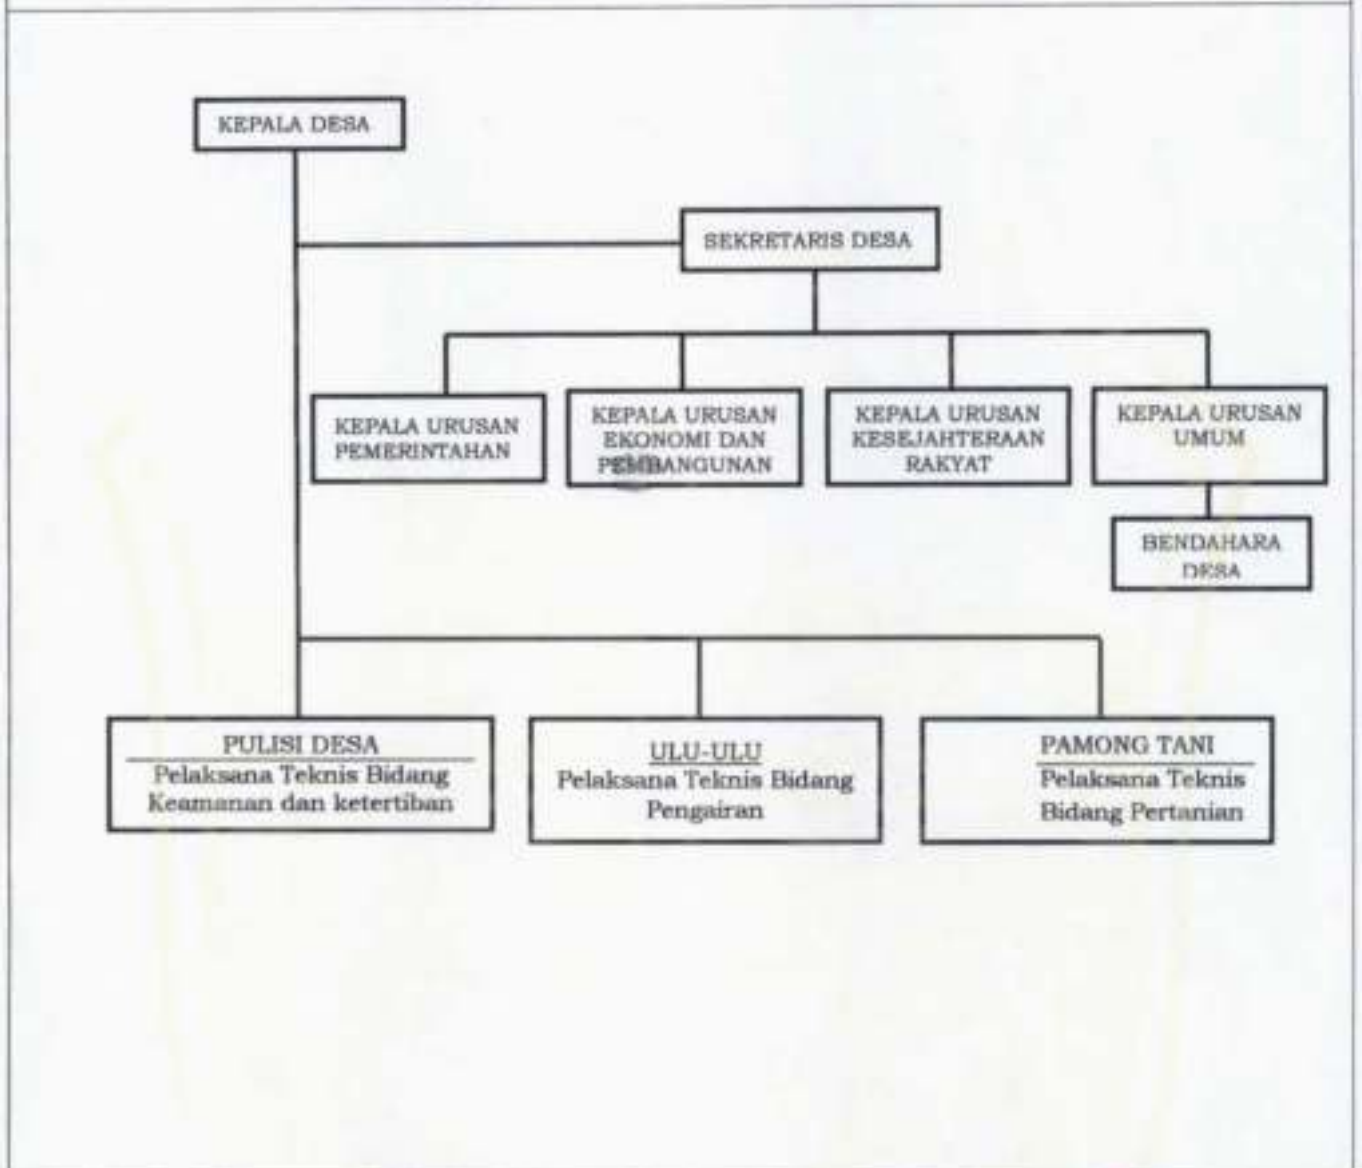 KEPALA DESA
SEKRETARIS DESA
KEPALA URUSAN
PEMERINTAHAN
KEPALA URUSAN
EKONOMI DAN
PEMBANGUNAN
KEPALA URUSAN
KESEJAHTERAAN
RAKYAT
KEPALA URUSAN
UMUM
BENDAHARA
DESA
PULISI DESA
Pelaksana Teknis Bidang
Keamanan dan ketertiban
ULU-ULU
Pelaksana Teknis Bidang
Pengairan
PAMONG TANI
Pelaksana Teknis
Bidang Pertanian